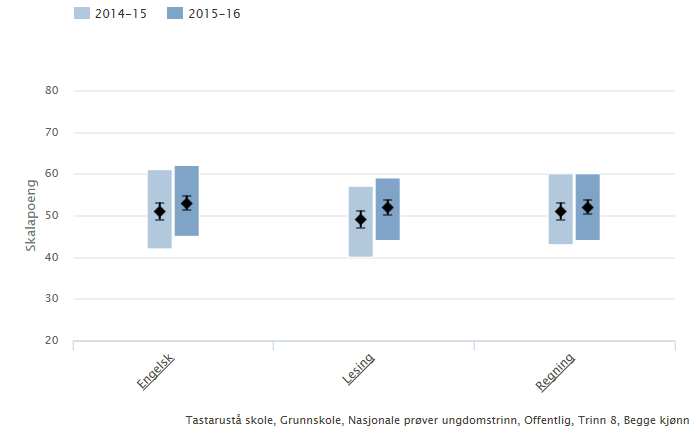 2014-15 2015-16
80
70
60
50
40
30
20
Skalapoeng
Engelsk Lesing Regning
Tastarustå skole, Grunnskole, Nasjonale prøver ungdomstrinn, Offentlig, Trinn 8, Begge kjønn